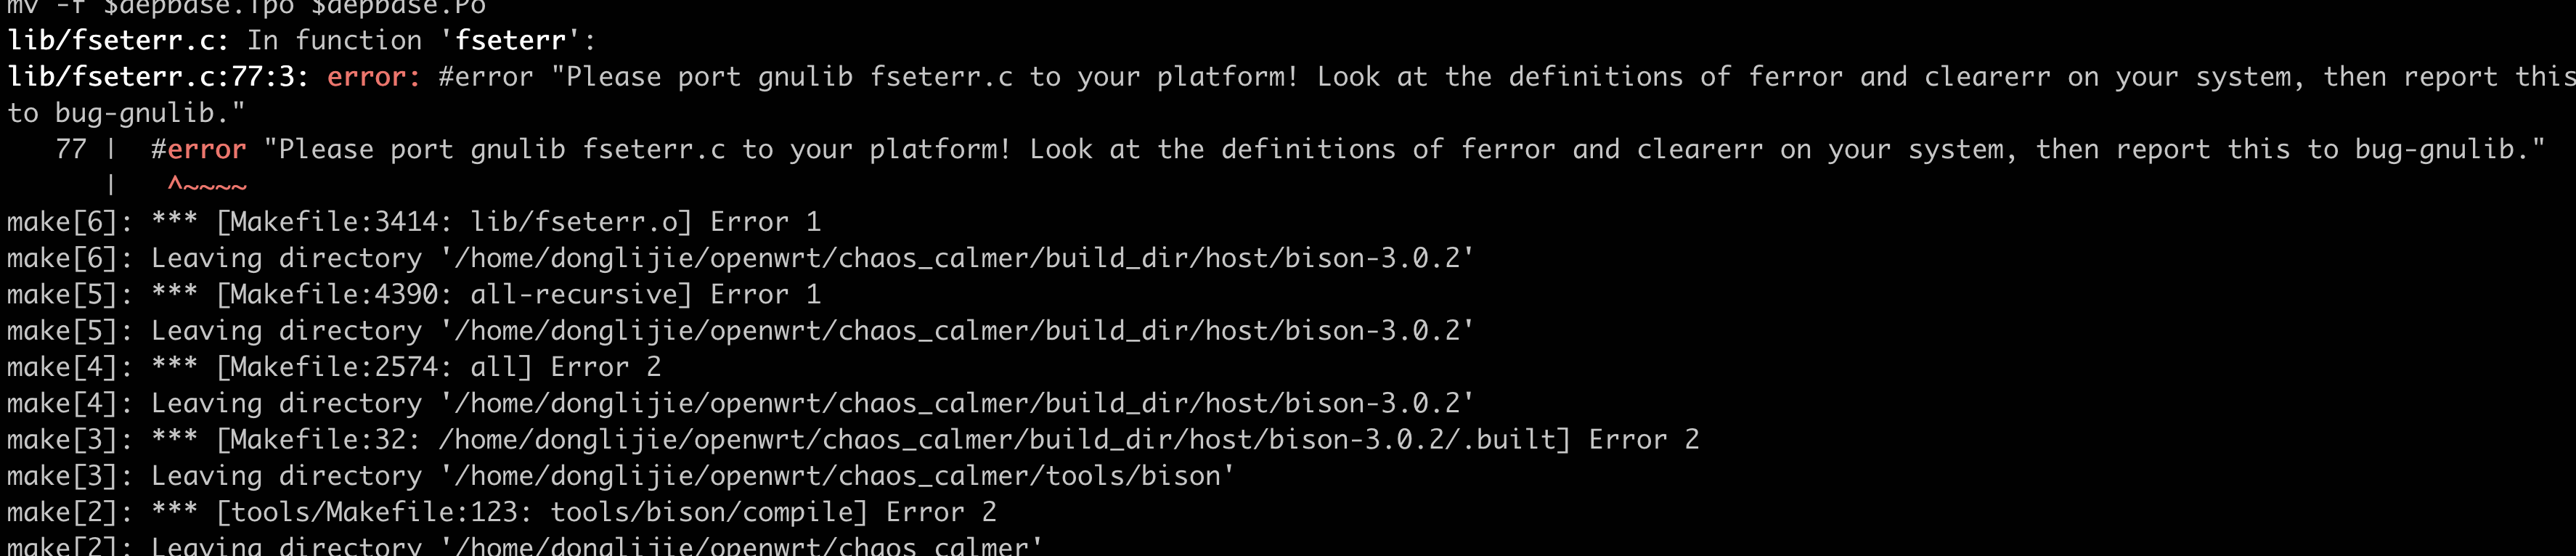 mv -f $depbase.Tpo $depbase.Po
lib/fseterr.c: In function 'fseterr':
lib/fseterr.c:77:3: error: #error "Please port gnulib fseterr.c to your platform! Look at the definitions of ferror and clearerr on your system, then report this
to bug-gnulib."
   77 |  #error "Please port gnulib fseterr.c to your platform! Look at the definitions of ferror and clearerr on your system, then report this to bug-gnulib."
      |   ^~~~~
make[6]: *** [Makefile:3414: lib/fseterr.o] Error 1
make[6]: Leaving directory '/home/donglijie/openwrt/chaos_calmer/build_dir/host/bison-3.0.2'
make[5]: *** [Makefile:4390: all-recursive] Error 1
make[5]: Leaving directory '/home/donglijie/openwrt/chaos_calmer/build_dir/host/bison-3.0.2'
make[4]: *** [Makefile:2574: all] Error 2
make[4]: Leaving directory '/home/donglijie/openwrt/chaos_calmer/build_dir/host/bison-3.0.2'
make[3]: *** [Makefile:32: /home/donglijie/openwrt/chaos_calmer/build_dir/host/bison-3.0.2/.built] Error 2
make[3]: Leaving directory '/home/donglijie/openwrt/chaos_calmer/tools/bison'
make[2]: *** [tools/Makefile:123: tools/bison/compile] Error 2
make[2]: Leaving directory '/home/donglijie/openwrt/chaos_calmer'